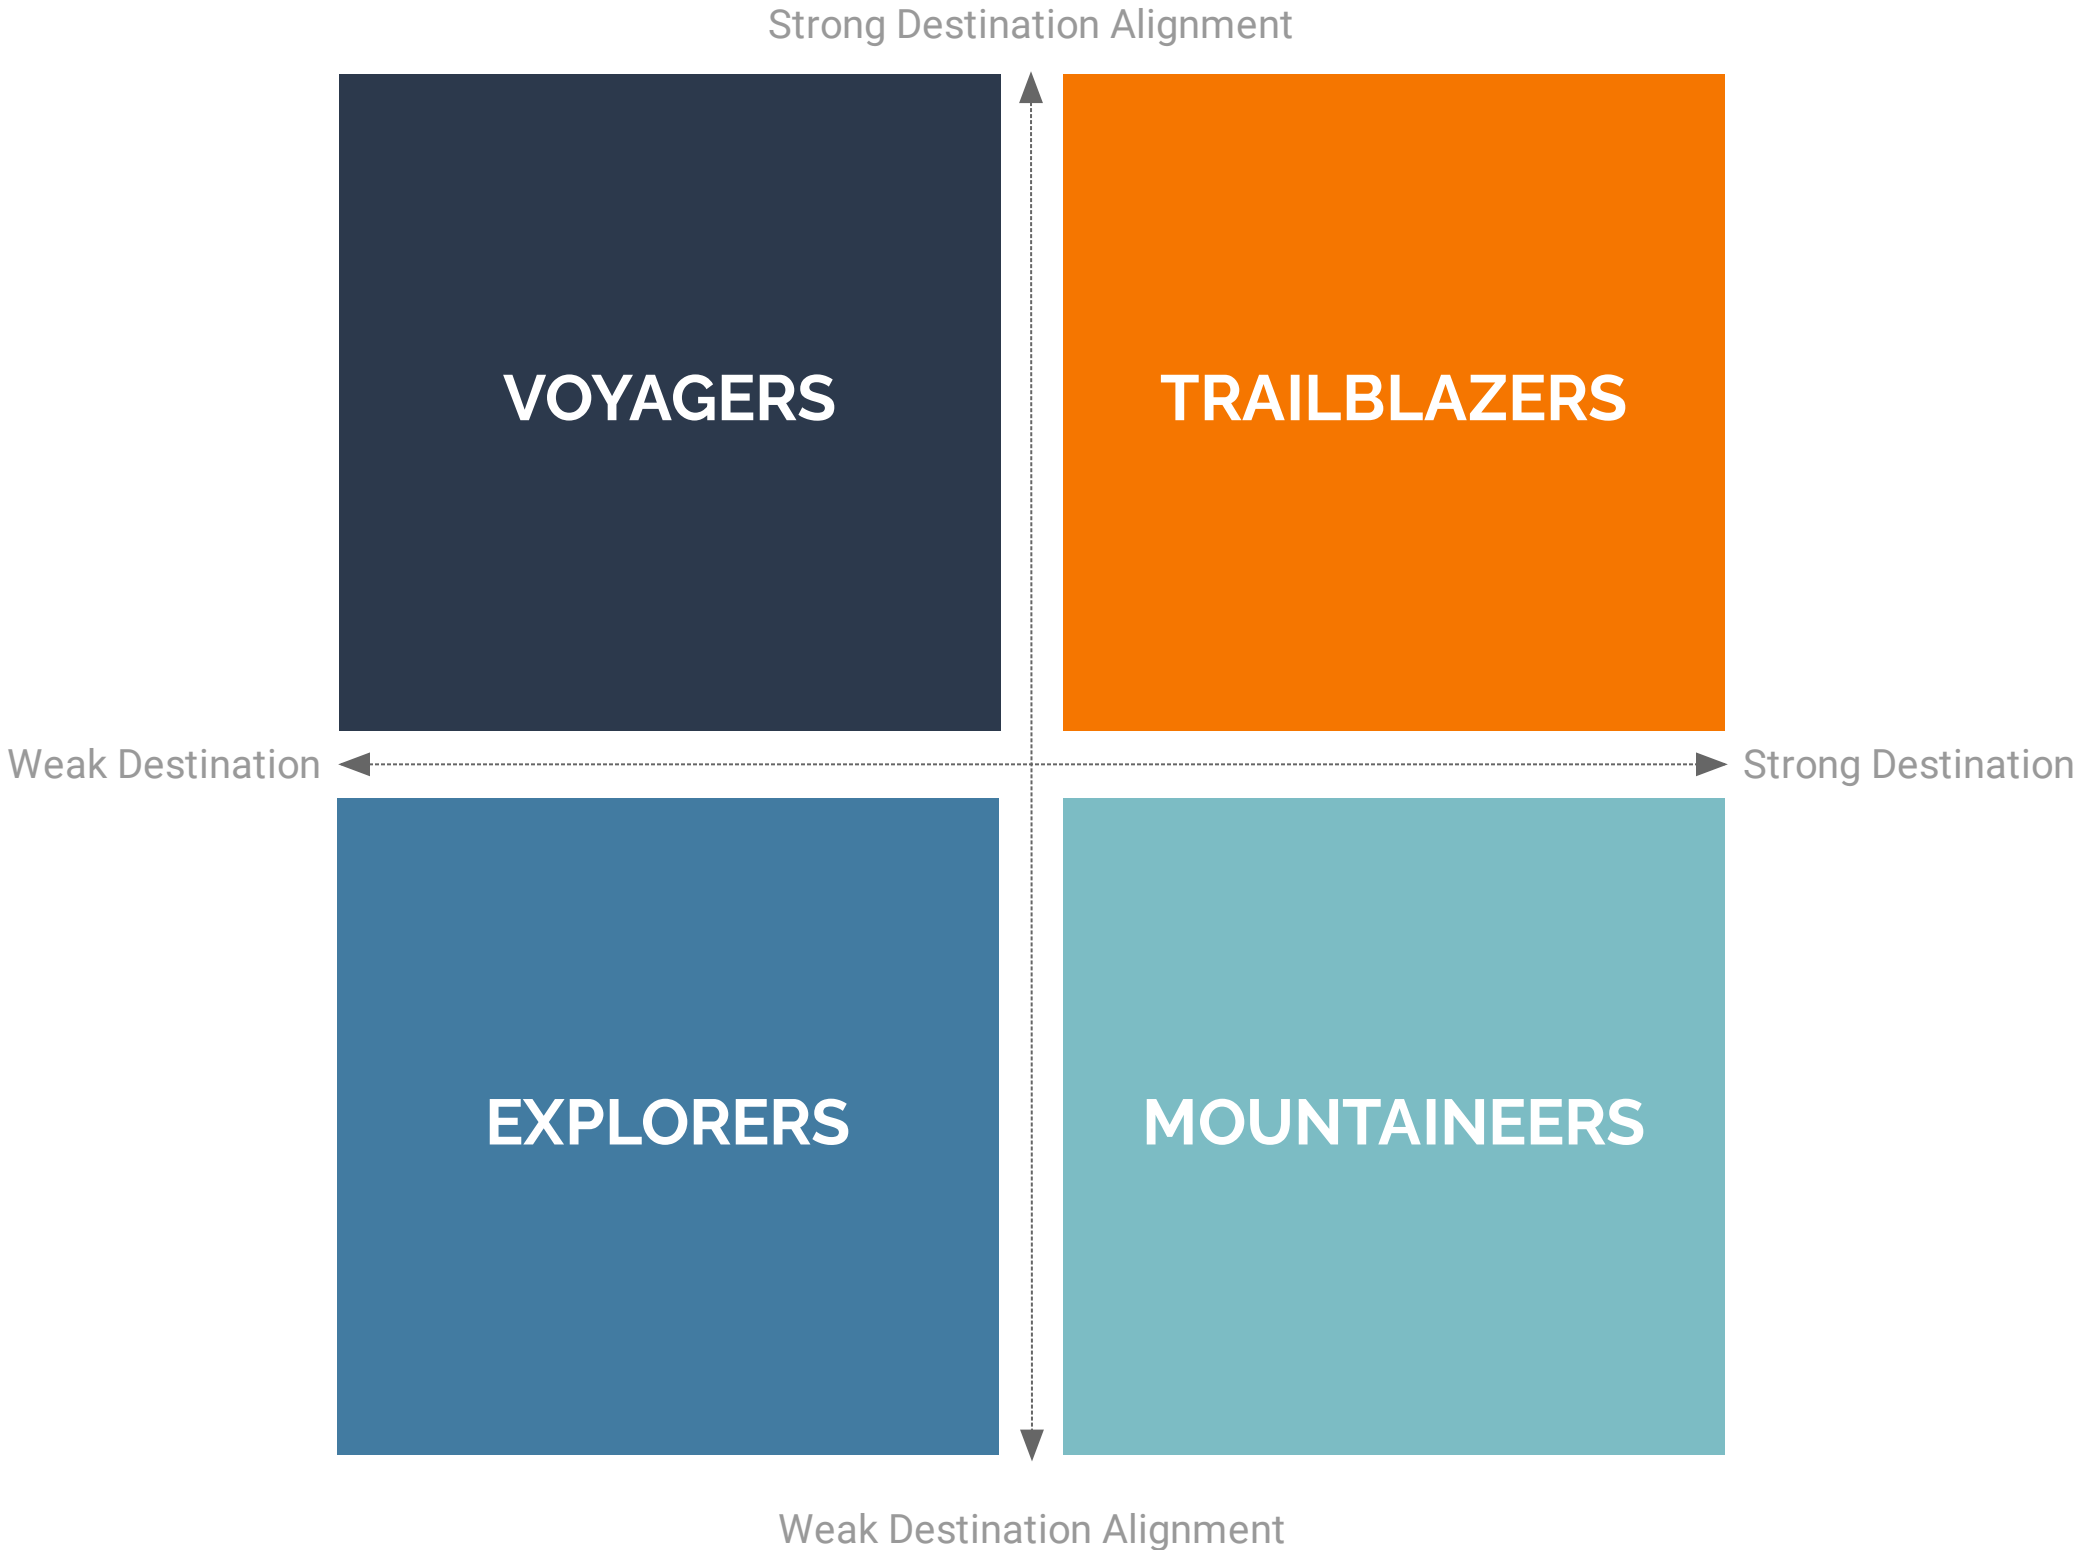 Strong Destination Alignment
VOYAGERS
TRAILBLAZERS
Weak Destination
Strong Destination
EXPLORERS
MOUNTAINEERS
Weak Destination Alignment